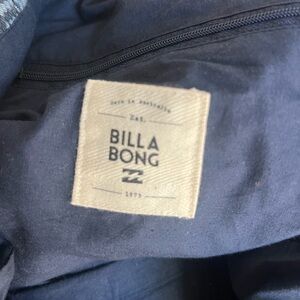 born in australia
Est.
BILLA
BONG
1973